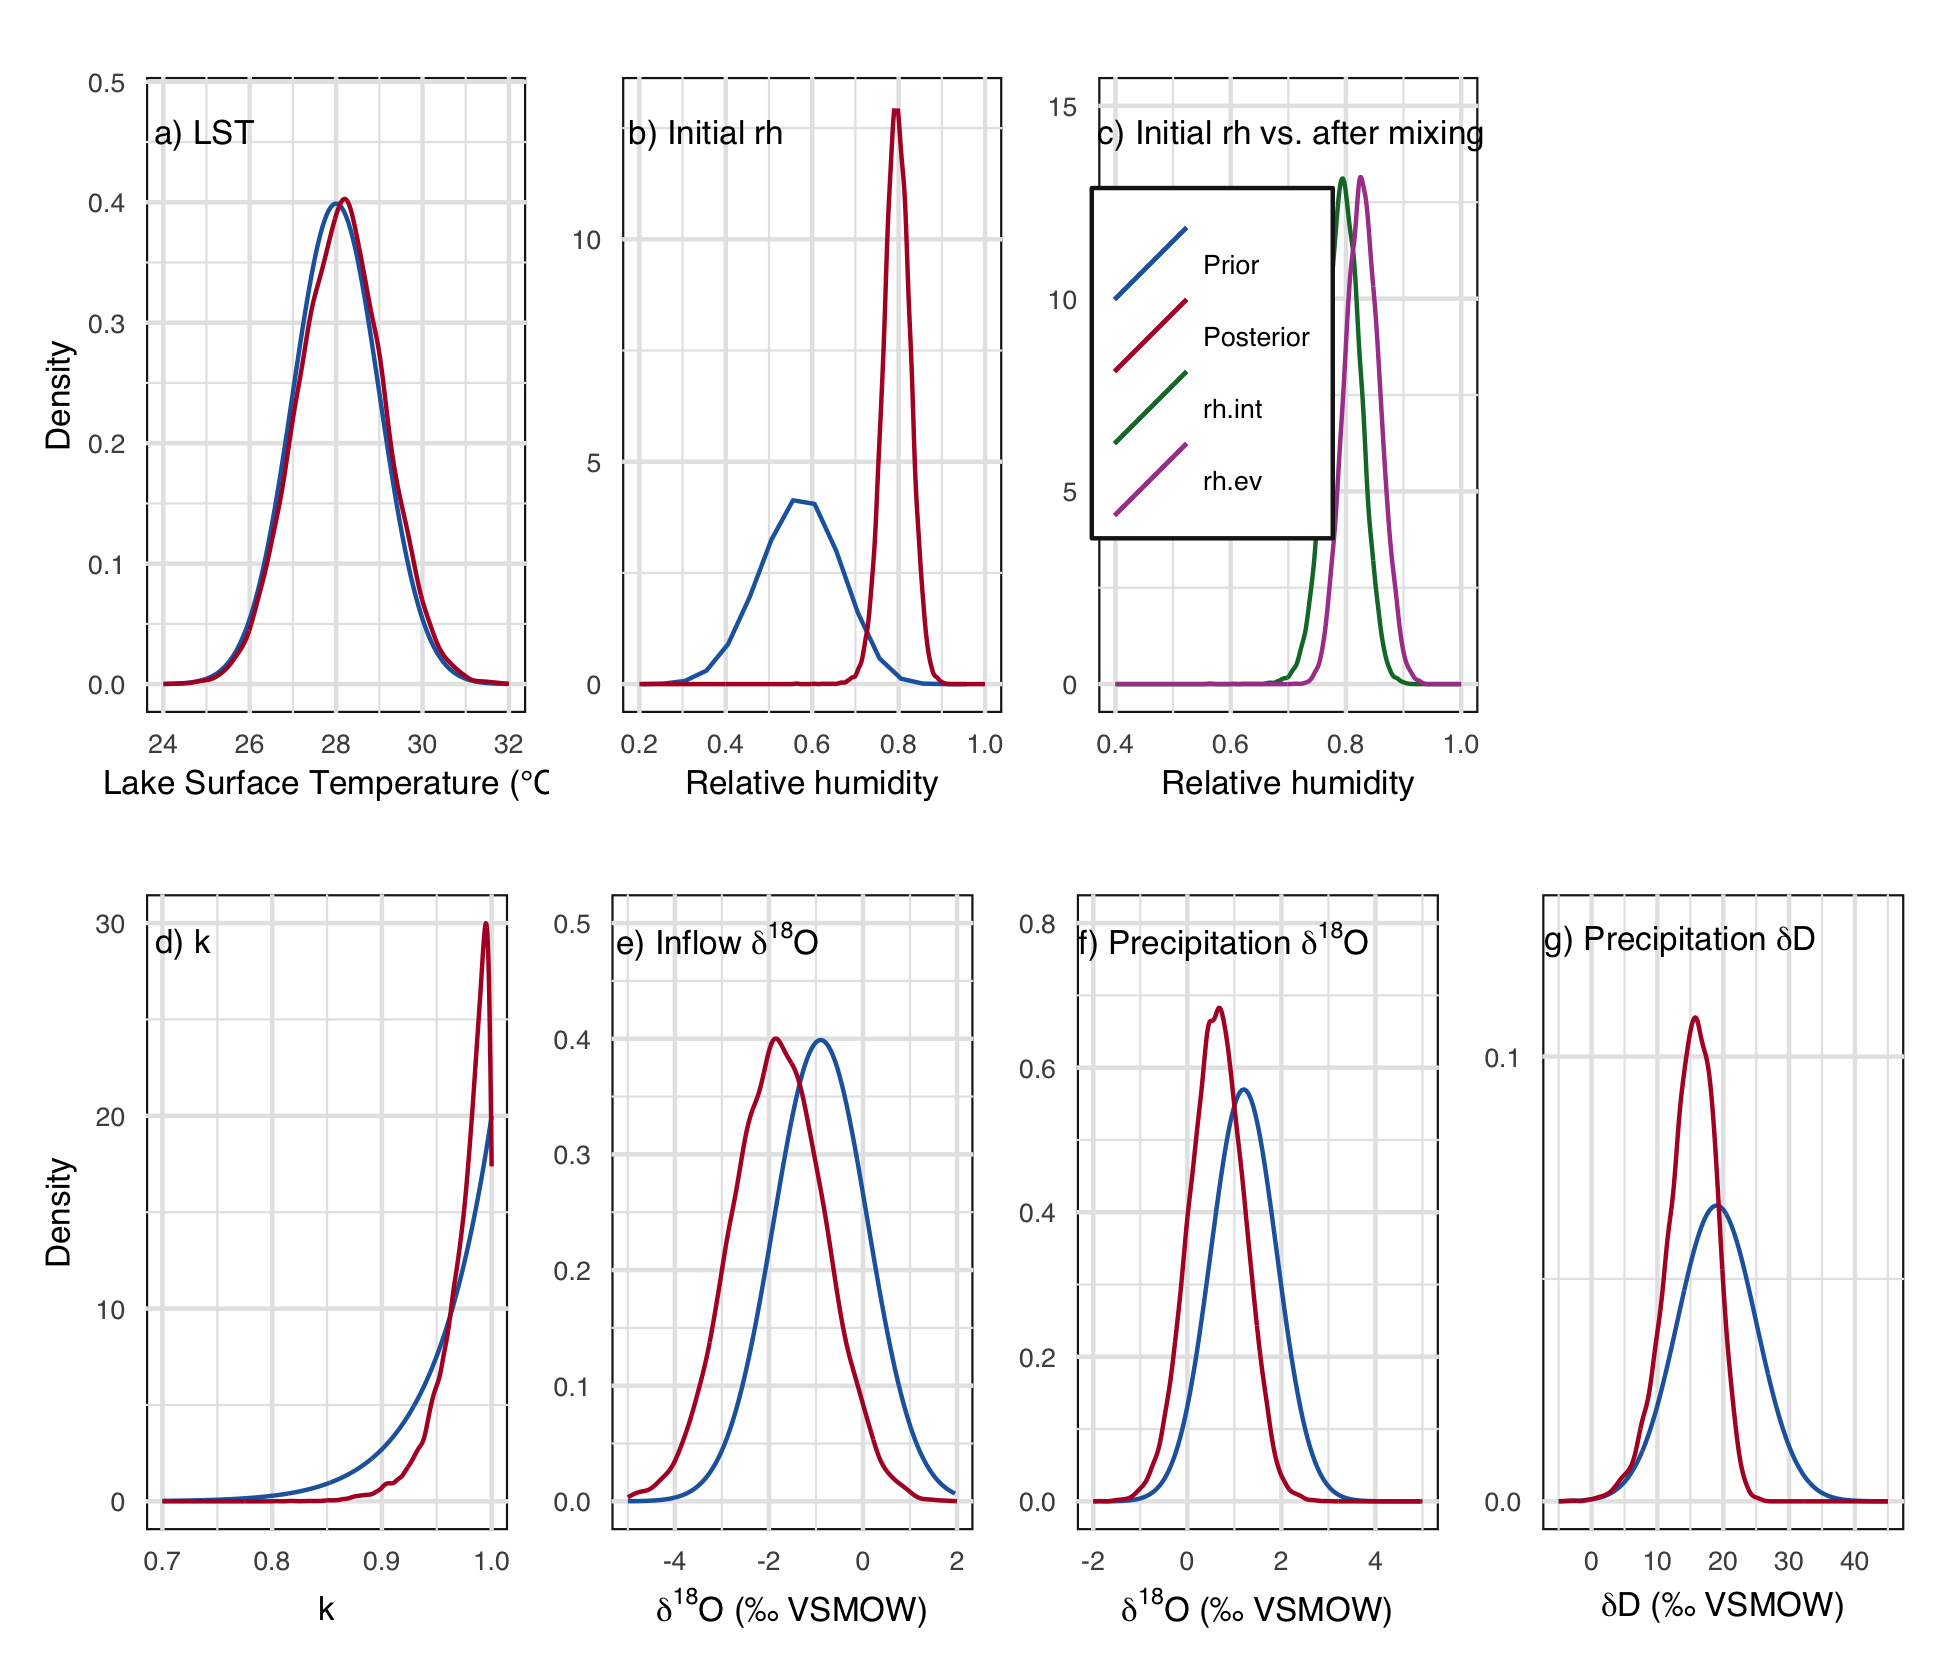 a) LST
b) Initial rh
c) Initial rh vs. after mixing
0.5
0.4
0.3
0.2
0.1
0.0
Density
24 26 28 30 32
Lake Surface Temperature (°C
10
5
0
0.2 0.4 0.6 0.8 1.0
Relative humidity
15
10
5
0
Prior
Posterior
rh.int
rh.ev
0.4 0.6 0.8 1.0
Relative humidity
d) k
30
20
10
0
Density
0.7 0.8 0.9 1.0
k
e) Inflow δ¹⁸O
0.5
0.4
0.3
0.2
0.1
0.0
-4 -2 0 2
δ¹⁸O (‰ VSMOW)
f) Precipitation δ¹⁸O
0.8
0.6
0.4
0.2
0.0
-2 0 2 4
δ¹⁸O (‰ VSMOW)
g) Precipitation δD
0.1
0.0
0 10 20 30 40
δD (‰ VSMOW)